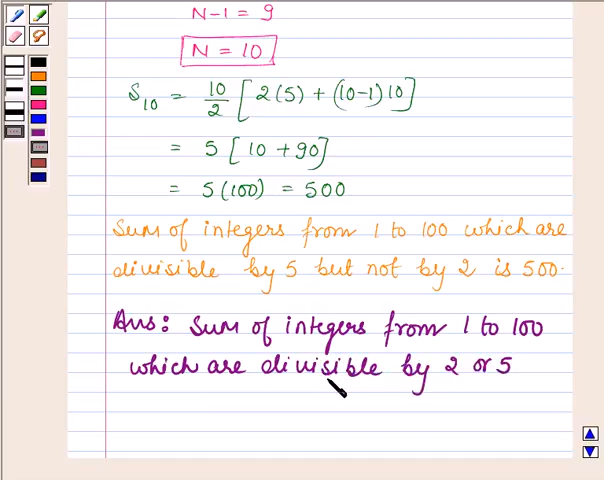 N-1 = 9
N = 10
S10 = 10/2 [2(5) + (10-1)10]
= 5 [10 + 90]
= 5(100) = 500
Sum of integers from 1 to 100 which are
divisible by 5 but not by 2 is 500.
Ans: Sum of integers from 1 to 100
which are divisible by 2 or 5